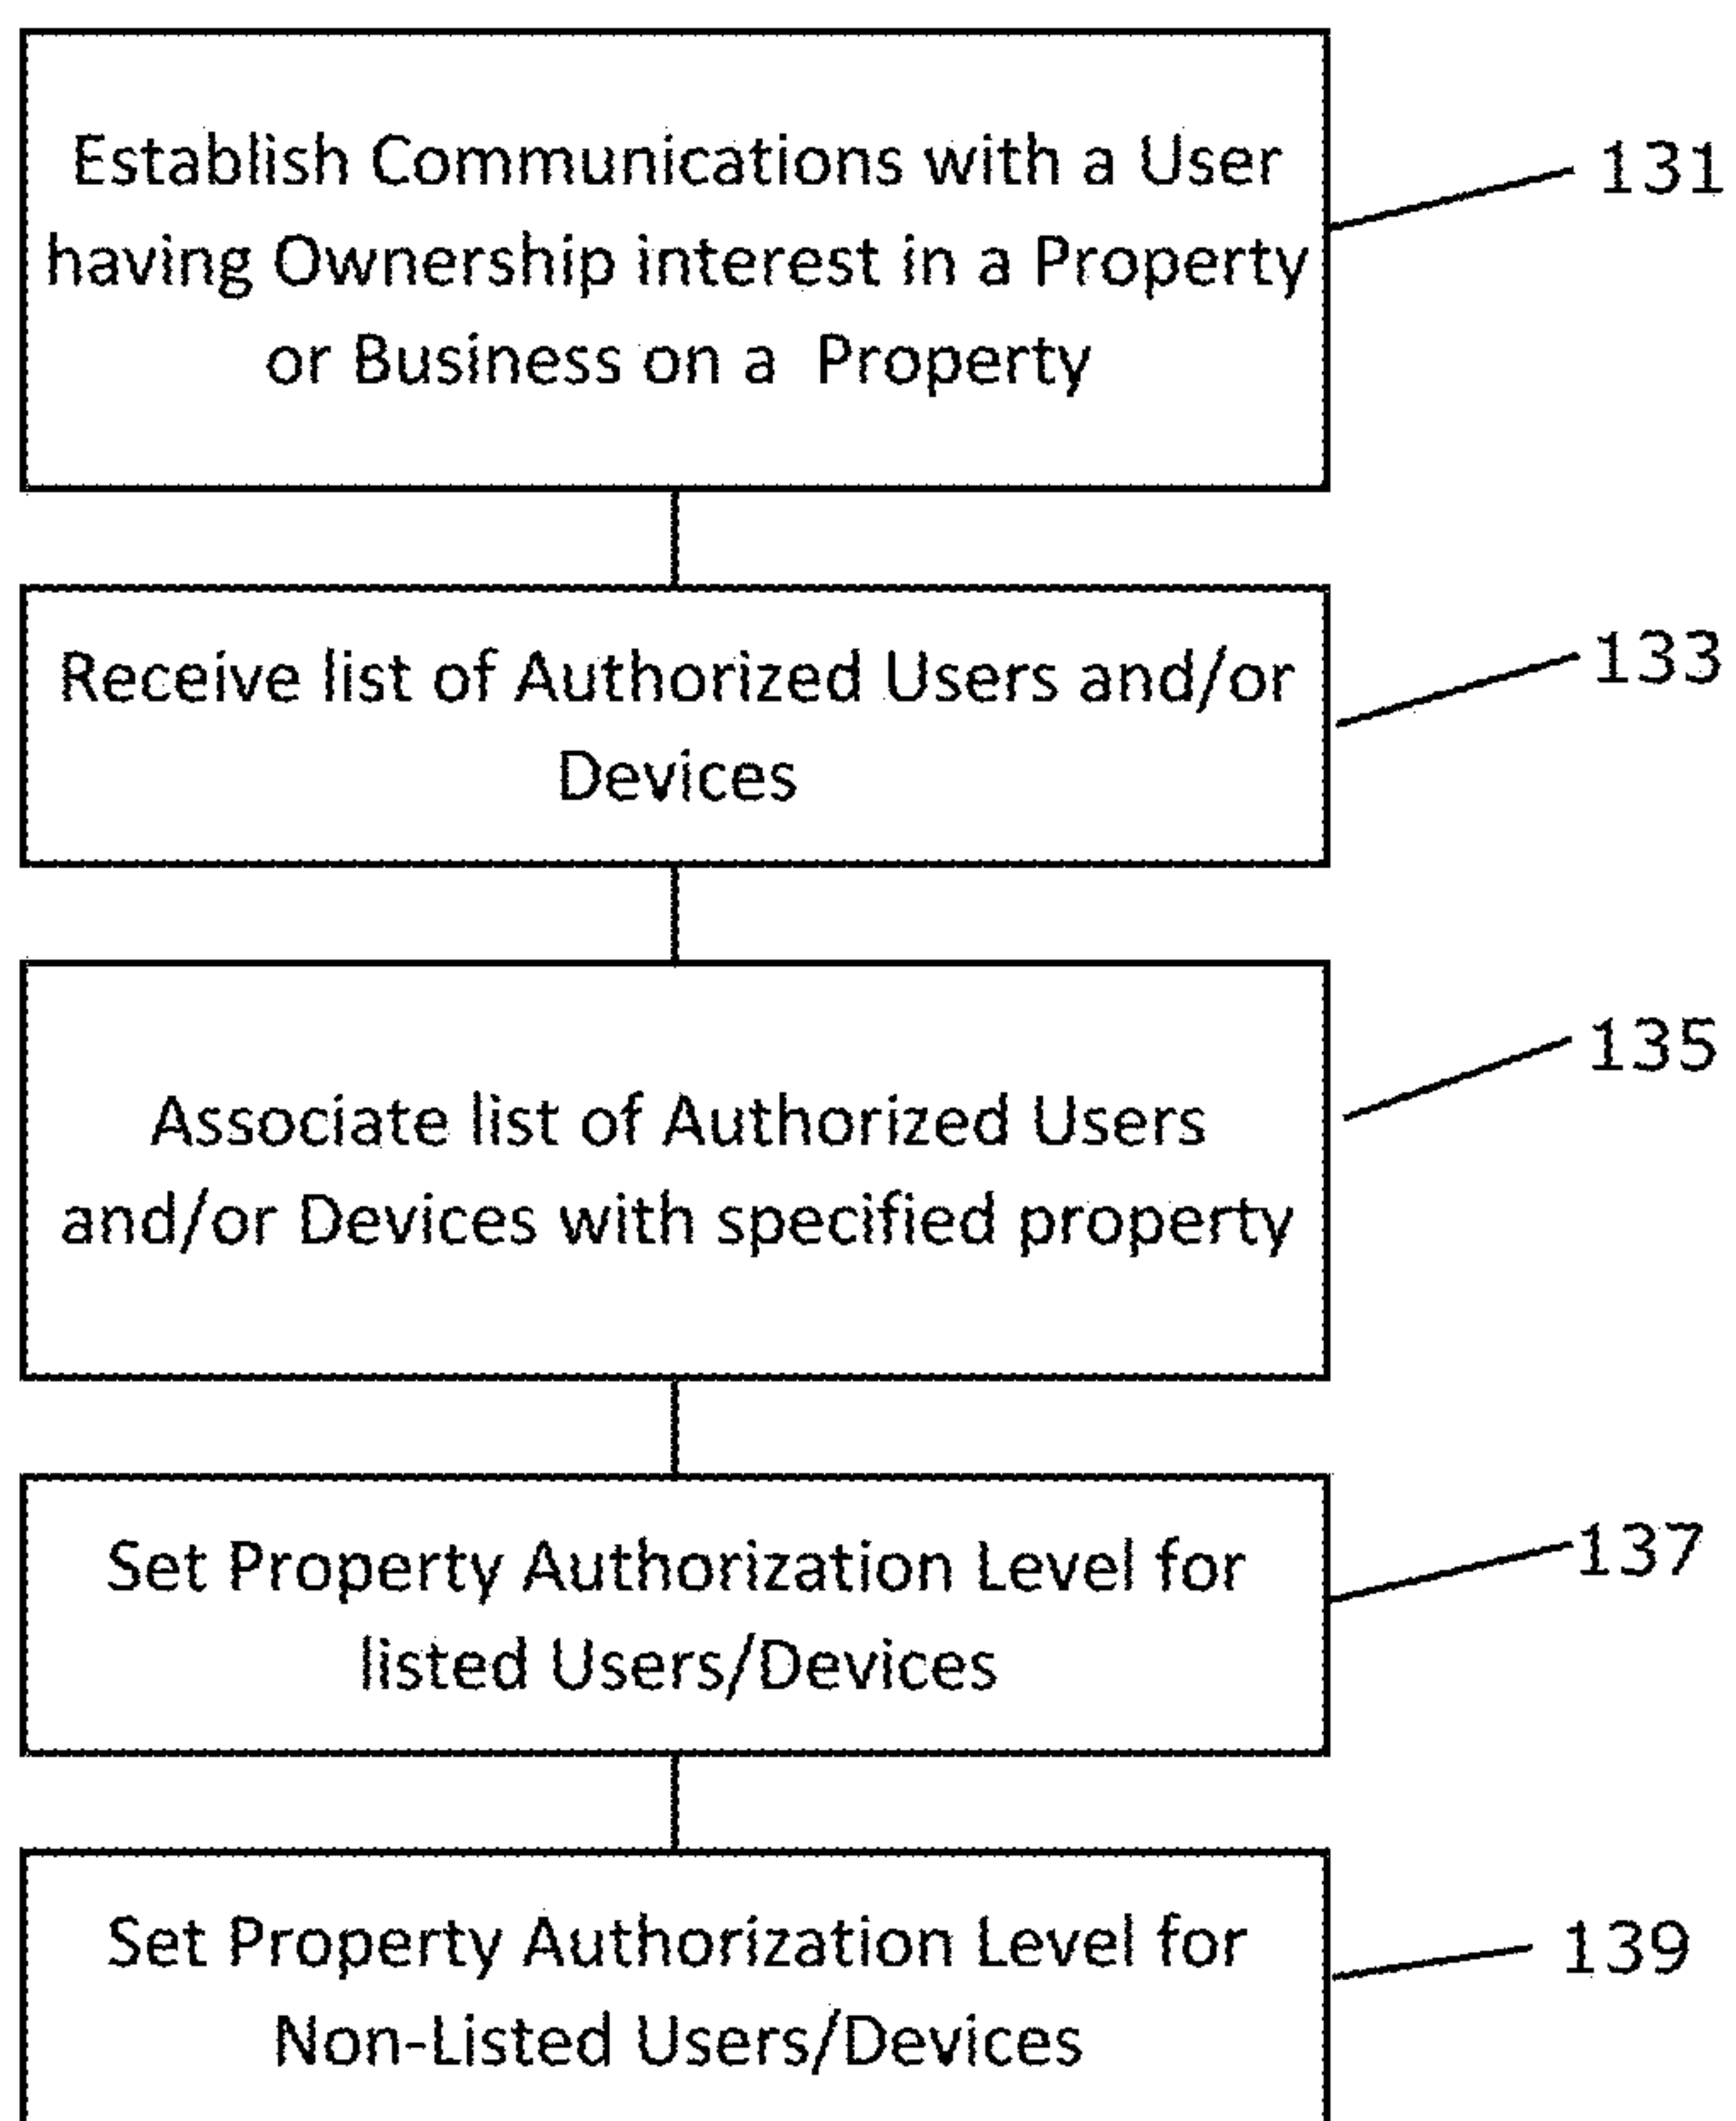 Establish Communications with a User
having Ownership interest in a Property
or Business on a Property
131
Receive list of Authorized Users and/or
Devices
133
Associate list of Authorized Users
and/or Devices with specified property
135
Set Property Authorization Level for
listed Users/Devices
137
Set Property Authorization Level for
Non-Listed Users/Devices
139